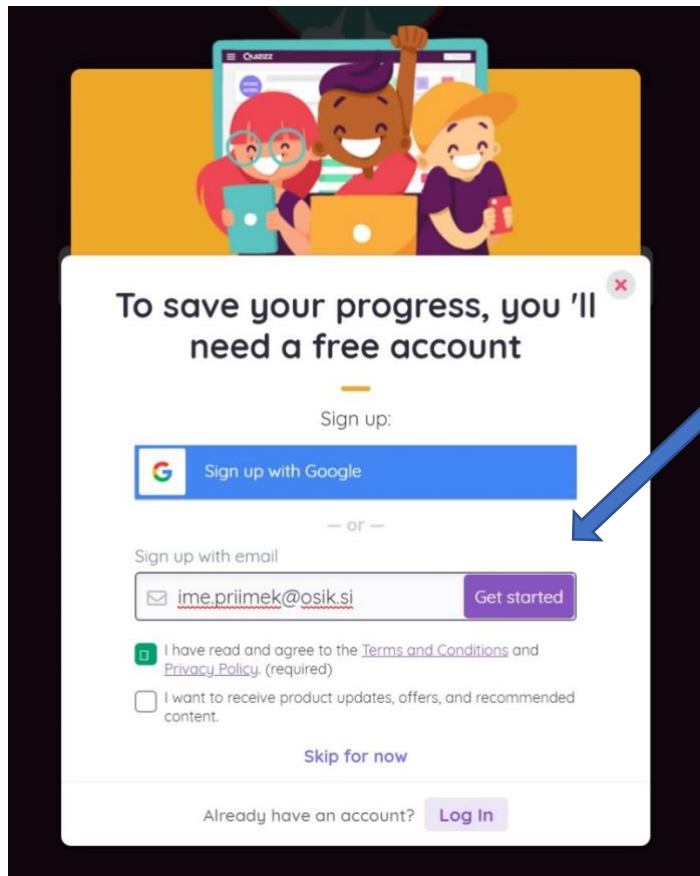 Quizizz
To save your progress, you 'll
need a free account
Sign up:
Sign up with Google
— or —
Sign up with email
ime.priimek@osik.si
Get started
I have read and agree to the Terms and Conditions and
Privacy Policy. (required)
I want to receive product updates, offers, and recommended
content.
Skip for now
Already have an account?
Log In